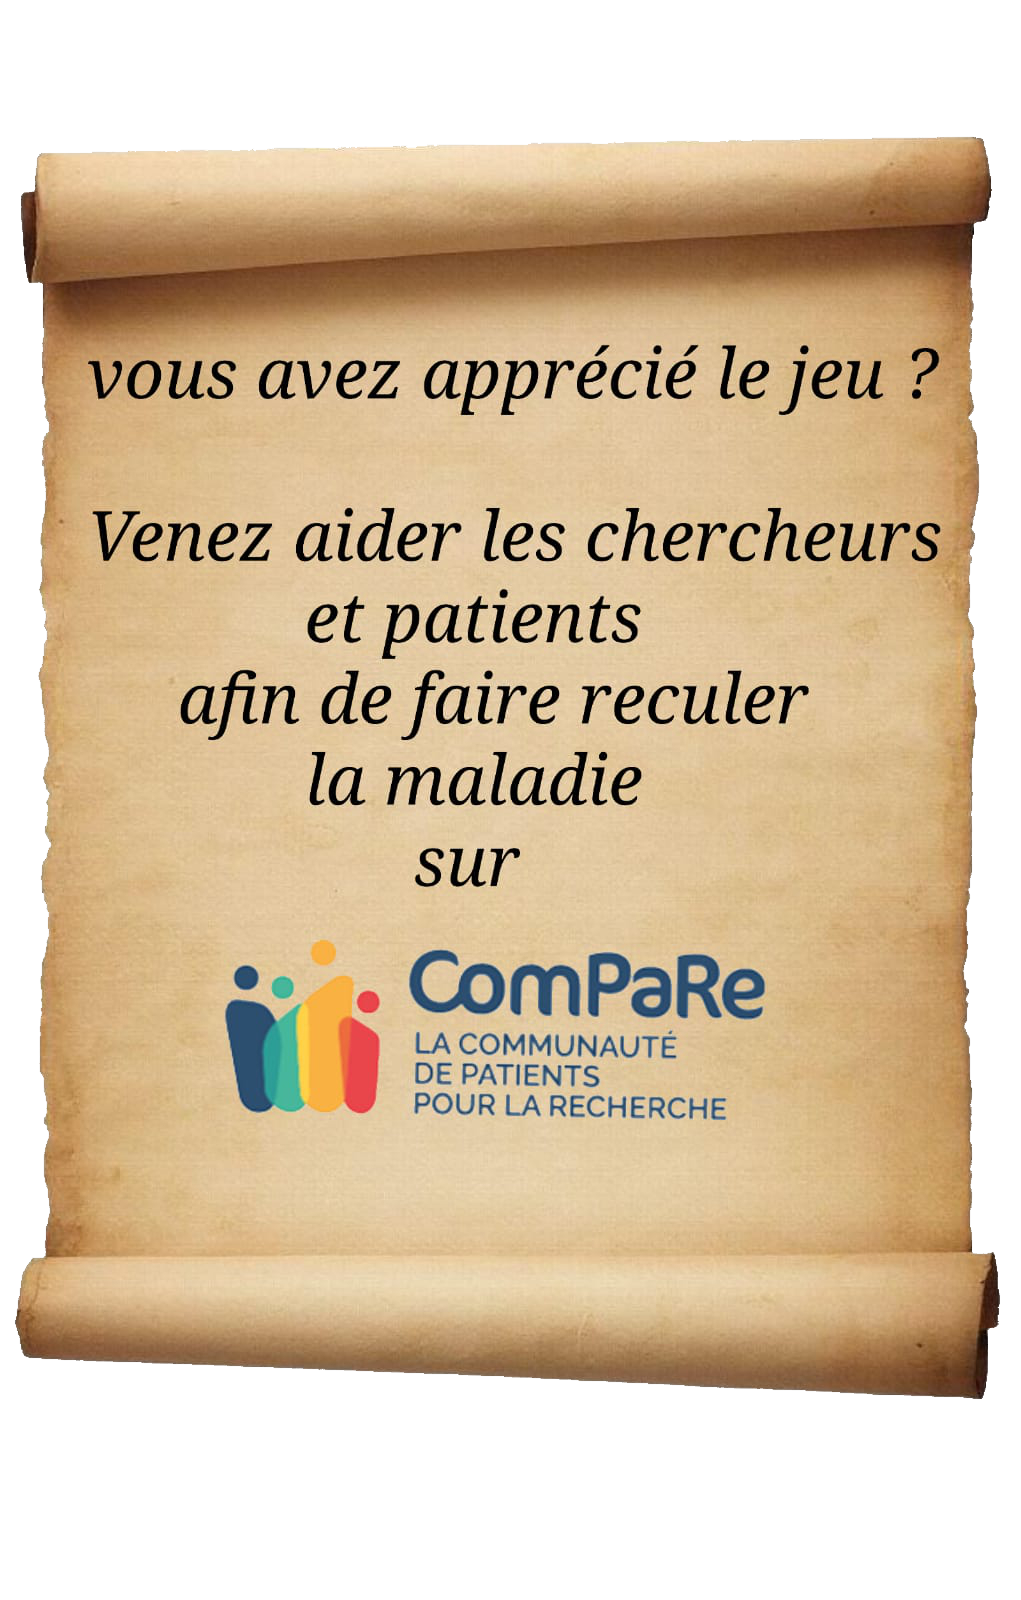 vous avez apprécié le jeu ?
Venez aider les chercheurs
et patients
afin de faire reculer
la maladie
sur
ComPaRe
LA COMMUNAUTÉ
DE PATIENTS
POUR LA RECHERCHE